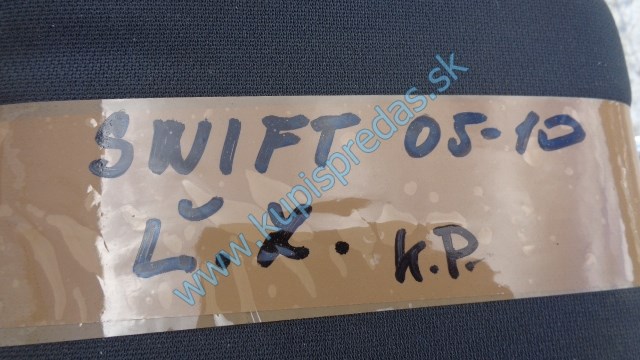 SWIFT 05-10
Ľ. Z. K.P.
www.kupispredas.sk